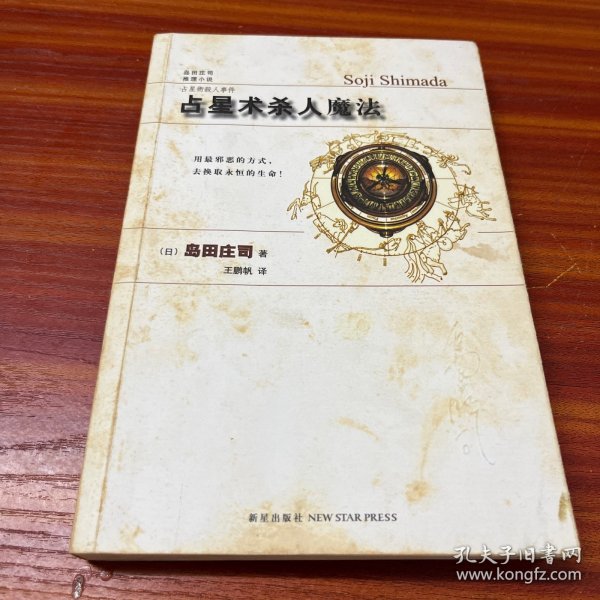 岛田庄司
推理小说
Soji Shimada
占星術殺人事件
占星术杀人魔法
用最邪恶的方式，
去换取永恒的生命！
（日）岛田庄司 著
王鹏帆 译
新星出版社 NEW STAR PRESS
孔夫子旧书网
www.kongfz.com